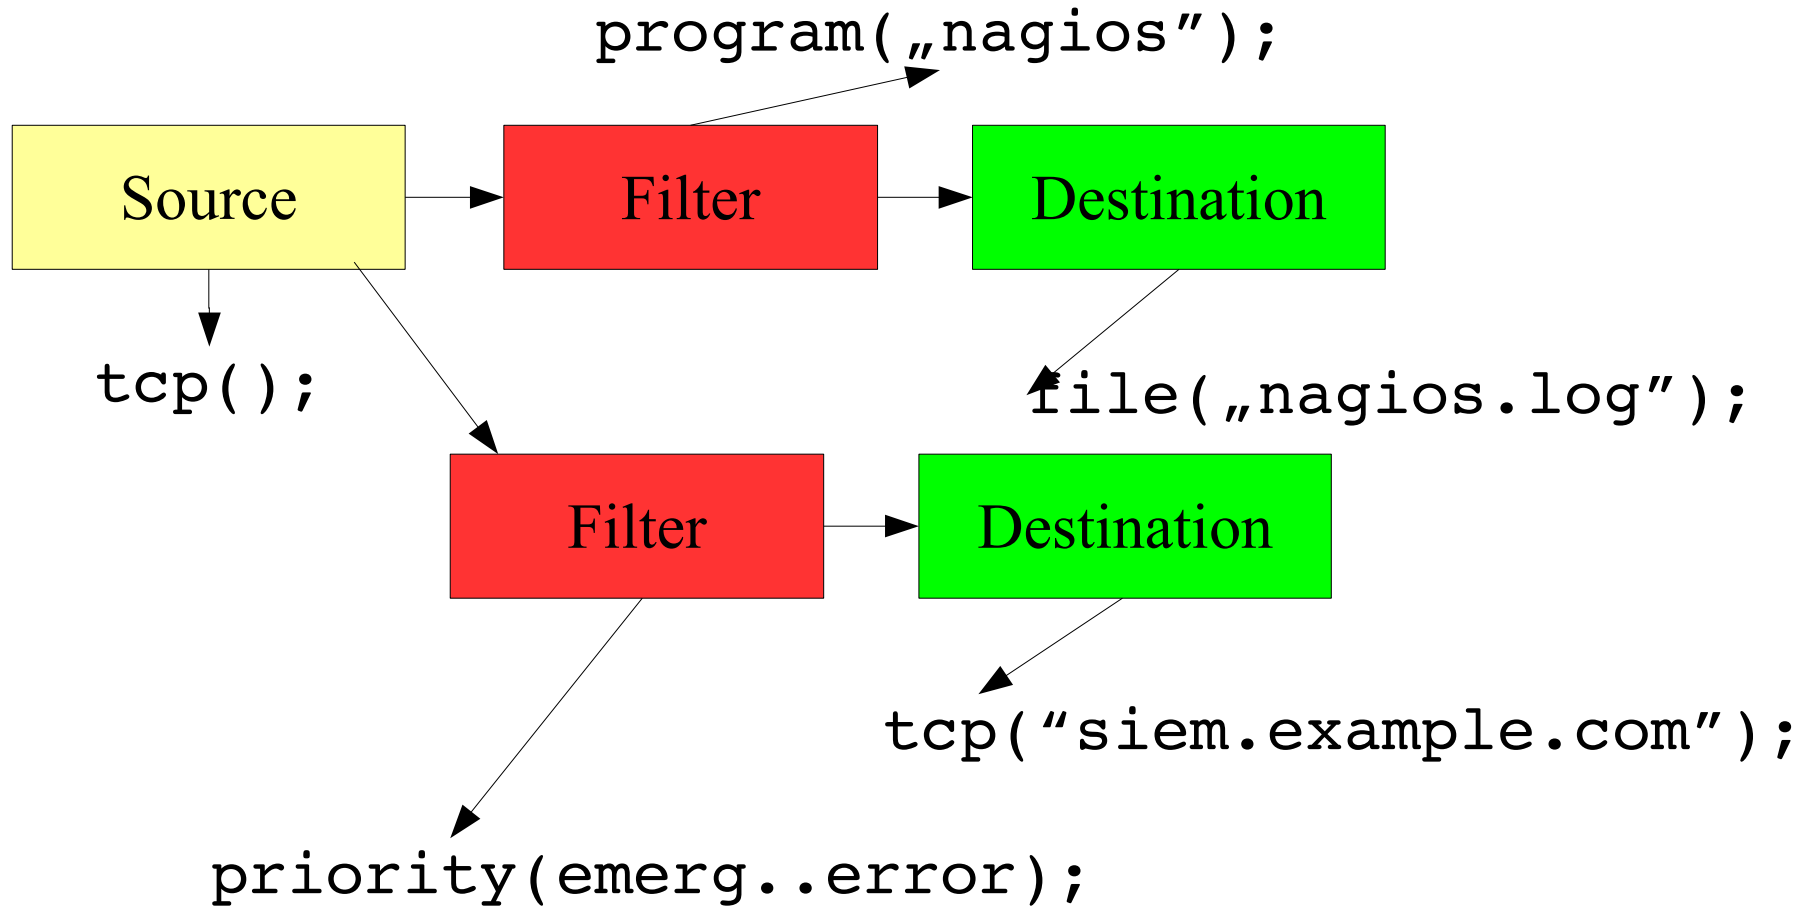 program(„nagios”);
Source
Filter
Destination
tcp();
file(„nagios.log”);
Filter
Destination
tcp(“siem.example.com”);
priority(emerg..error);